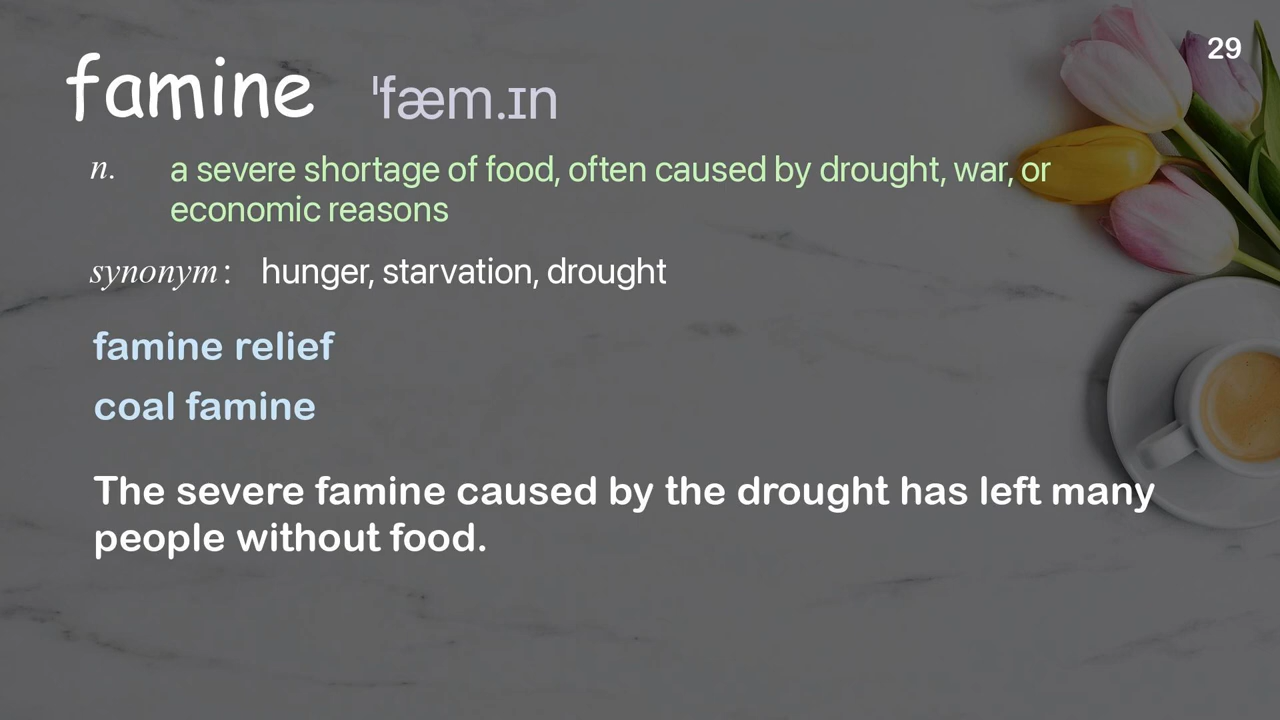 29
famine ˈfæm.ɪn
n. a severe shortage of food, often caused by drought, war, or
economic reasons
synonym: hunger, starvation, drought
famine relief
coal famine
The severe famine caused by the drought has left many
people without food.